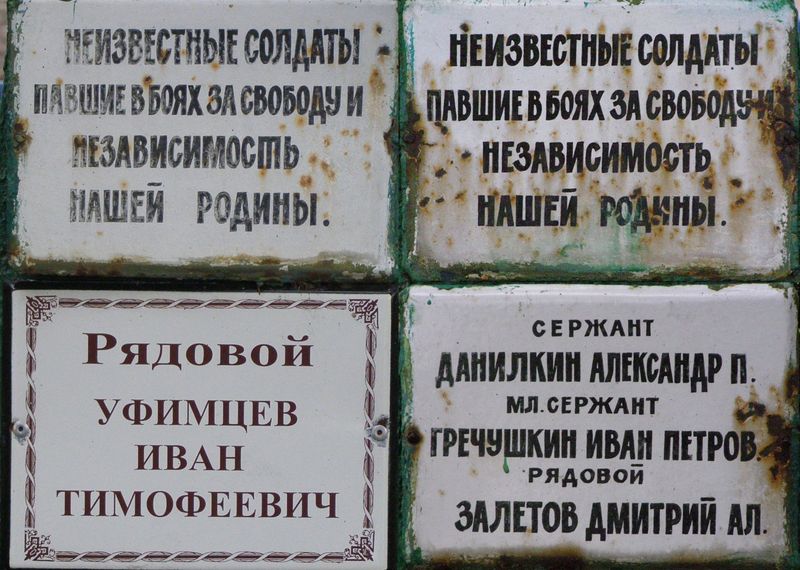 НЕИЗВЕСТНЫЕ СОЛДАТЫ
ПАВШИЕ В БОЯХ ЗА СВОБОДУ И
НЕЗАВИСИМОСТЬ
НАШЕЙ РОДИНЫ.
НЕИЗВЕСТНЫЕ СОЛДАТЫ
ПАВШИЕ В БОЯХ ЗА СВОБОДУ И
НЕЗАВИСИМОСТЬ
НАШЕЙ РОДИНЫ.
Рядовой
УФИМЦЕВ
ИВАН
ТИМОФЕЕВИЧ
СЕРЖАНТ
ДАНИЛКИН АЛЕКСАНДР П.
МЛ. СЕРЖАНТ
ГРЕЧУШКИН ИВАН ПЕТРОВ.
РЯДОВОЙ
ЗАЛЕТОВ ДМИТРИЙ АЛ.